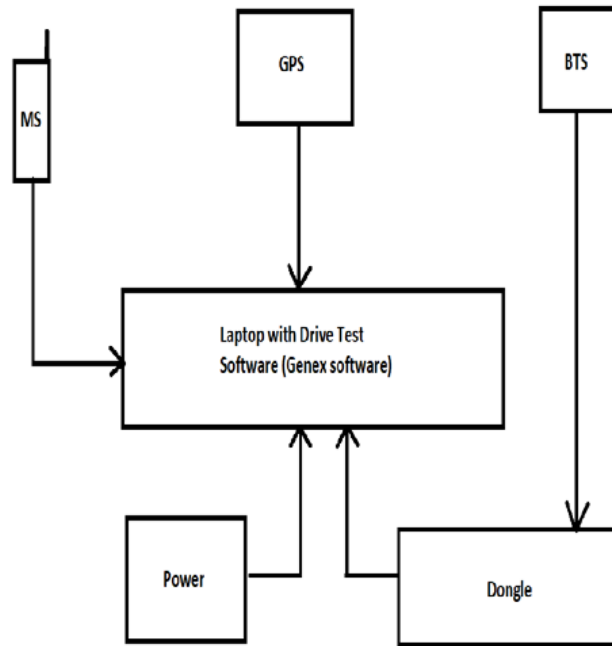 GPS
BTS
MS
Laptop with Drive Test
Software (Genex software)
Power
Dongle